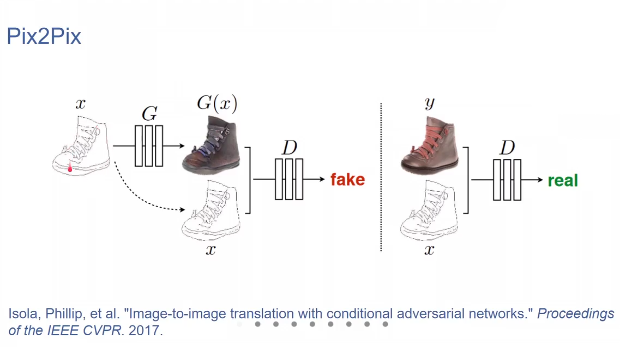 Pix2Pix
x
G
G(x)
D
fake
x
y
D
real
x
Isola, Phillip, et al. "Image-to-image translation with conditional adversarial networks." Proceedings
of the IEEE CVPR. 2017.